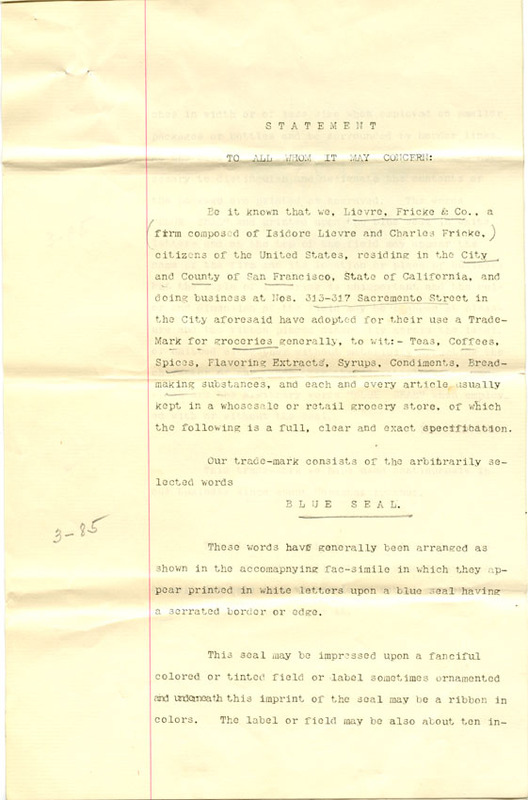 STATEMENT
TO ALL WHOM IT MAY CONCERN:
Be it known that we, Lievre, Fricke & Co., a
(firm composed of Isidore Lievre and Charles Fricke,)
citizens of the United States, residing in the City
and County of San Francisco, State of California, and
doing business at Nos. 313-317 Sacremento Street in
the City aforesaid have adopted for their use a Trade-
Mark for groceries generally, to wit:- Teas, Coffees,
Spices, Flavoring Extracts, Syrups, Condiments, Bread-
making substances, and each and every article usually
kept in a whosesale or retail grocery store, of which
the following is a full, clear and exact specification.
Our trade-mark consists of the arbitrarily se-
lected words
BLUE SEAL.
3-85
These words have generally been arranged as
shown in the accomapnying fac-simile in which they ap-
pear printed in white letters upon a blue seal having
a serrated border or edge.
This seal may be impressed upon a fanciful
colored or tinted field or label sometimes ornamented
and underneath this imprint of the seal may be a ribbon in
colors. The label or field may be also about ten in-